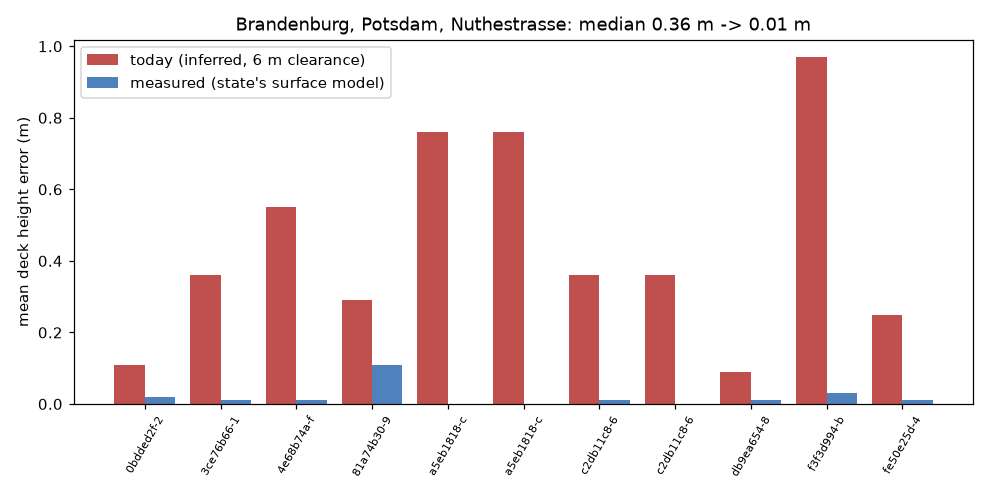 Brandenburg, Potsdam, Nuthestrasse: median 0.36 m -> 0.01 m
today (inferred, 6 m clearance)
measured (state's surface model)
mean deck height error (m)
1.0
0.8
0.6
0.4
0.2
0.0
0bdded2f-2
3ce76b66-1
4e68b74a-f
81a74b30-9
a5eb1818-c
a5eb1818-c
c2db11c8-6
c2db11c8-6
db9ea654-8
f3f3d994-b
fe50e25d-4